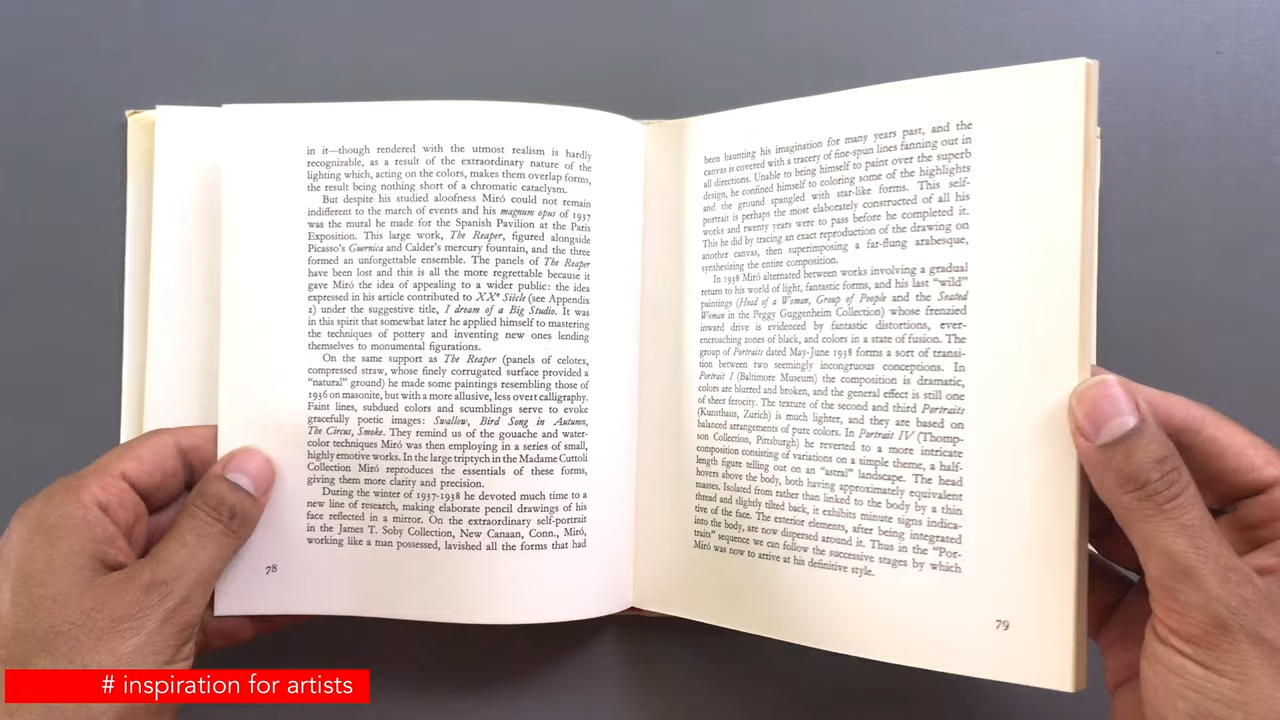 in it—though rendered with the utmost realism is hardly
recognizable, as a result of the extraordinary nature of the
lighting which, acting on the colors, makes them overlap forms,
the result being nothing short of a chromatic cataclysm.
But despite his studied aloofness Miró could not remain
indifferent to the march of events and his magnum opus of 1937
was the mural he made for the Spanish Pavilion at the Paris
Exposition. This large work, The Reaper, figured alongside
Picasso's Guernica and Calder's mercury fountain, and the three
formed an unforgettable ensemble. The panels of The Reaper
have been lost and this is all the more regrettable because it
gave Miró the idea of appealing to a wider public: the idea
expressed in his article contributed to XXe Siècle (see Appendix
2) under the suggestive title, I dream of a Big Studio. It was
in this spirit that somewhat later he applied himself to mastering
the techniques of pottery and inventing new ones lending
themselves to monumental figurations.
On the same support as The Reaper (panels of celotex,
compressed straw, whose finely corrugated surface provided a
"natural" ground) he made some paintings resembling those of
1936 on masonite, but with a more allusive, less overt calligraphy.
Faint lines, subdued colors and scumblings serve to evoke
gracefully poetic images: Swallow, Bird Song in Autumn,
The Circus, Smoke. They remind us of the gouache and water-
color techniques Miró was then employing in a series of small,
highly emotive works. In the large triptych in the Madame Cuttoli
Collection Miró reproduces the essentials of these forms,
giving them more clarity and precision.
During the winter of 1937-1938 he devoted much time to a
new line of research, making elaborate pencil drawings of his
face reflected in a mirror. On the extraordinary self-portrait
in the James T. Soby Collection, New Canaan, Conn., Miró,
working like a man possessed, lavished all the forms that had
78
been haunting his imagination for many years past, and the
canvas is covered with a tracery of fine-spun lines fanning out in
all directions. Unable to bring himself to paint over the superb
design, he confined himself to coloring some of the highlights
and the ground spangled with star-like forms. This self-
portrait is perhaps the most elaborately constructed of all his
works and twenty years were to pass before he completed it.
This he did by tracing an exact reproduction of the drawing on
another canvas, then superimposing a far-flung arabesque,
synthesizing the entire composition.
In 1938 Miró alternated between works involving a gradual
return to his world of light, fantastic forms, and his last "wild"
paintings (Head of a Woman, Group of People and the Seated
Woman in the Peggy Guggenheim Collection) whose frenzied
inward drive is evidenced by fantastic distortions, ever-
encroaching zones of black, and colors in a state of fusion. The
group of Portraits dated May-June 1938 forms a sort of transi-
tion between two seemingly incongruous conceptions. In
Portrait I (Baltimore Museum) the composition is dramatic,
colors are blurred and broken, and the general effect is still one
of sheer ferocity. The texture of the second and third Portraits
(Kunsthaus, Zurich) is much lighter, and they are based on
balanced arrangements of pure colors. In Portrait IV (Thomp-
son Collection, Pittsburgh) he reverted to a more intricate
composition consisting of variations on a simple theme, a half-
length figure telling out on an "astral" landscape. The head
hovers above the body, both having approximately equivalent
masses. Isolated from rather than linked to the body by a thin
thread and slightly tilted back, it exhibits minute signs indica-
tive of the face. The exterior elements, after being integrated
into the body, are now dispersed around it. Thus in the "Por-
traits" sequence we can follow the successive stages by which
Miró was now to arrive at his definitive style.
79
# inspiration for artists